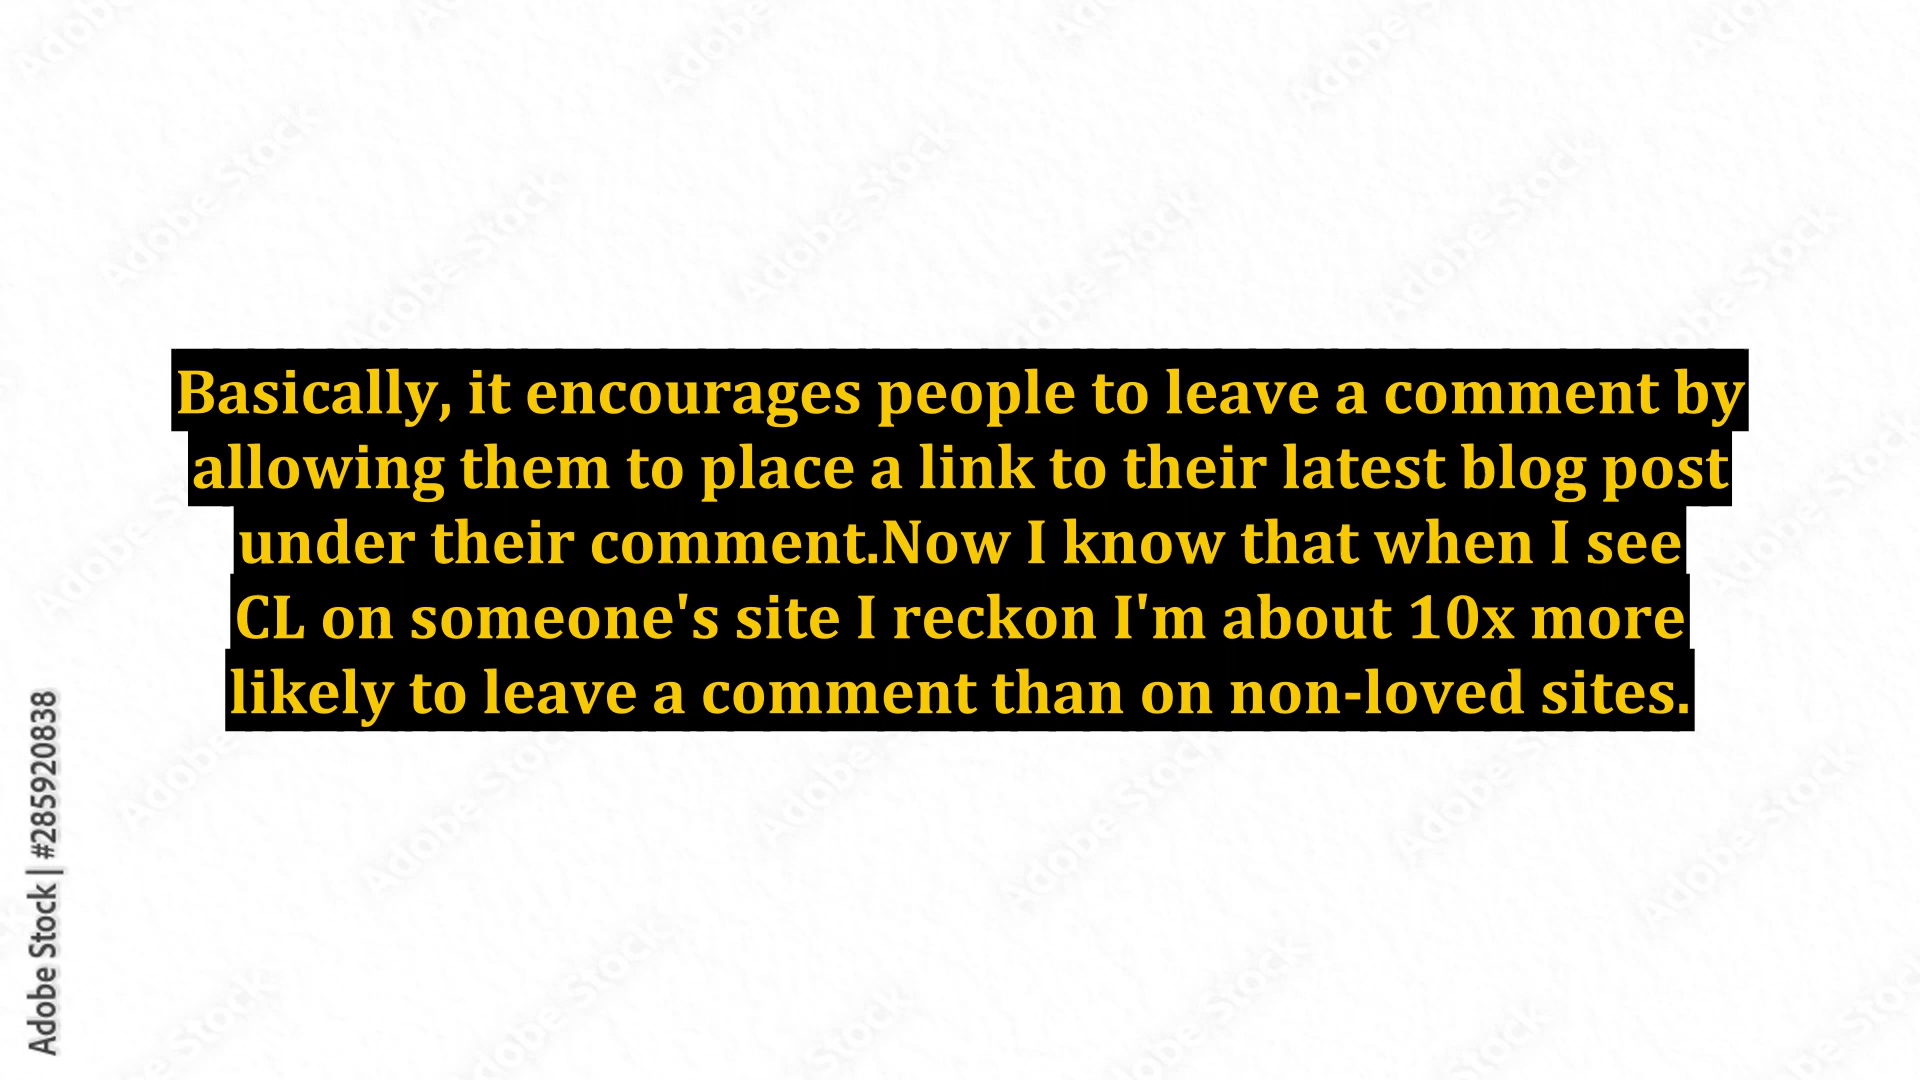 Basically, it encourages people to leave a comment by
allowing them to place a link to their latest blog post
under their comment.Now I know that when I see
CL on someone's site I reckon I'm about 10x more
likely to leave a comment than on non-loved sites.
Adobe Stock | #285920838